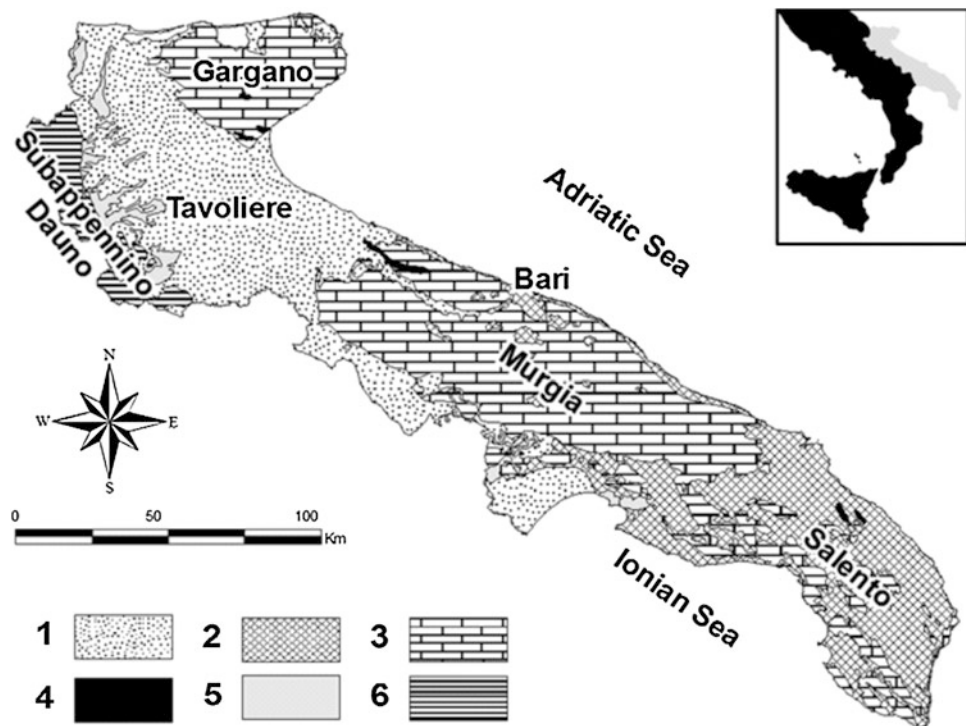 Gargano
Subappennino
Dauno
Tavoliere
Adriatic Sea
Bari
Murgia
Salento
Ionian Sea
N
W E
S
0 50 100
Km
1 2 3
4 5 6